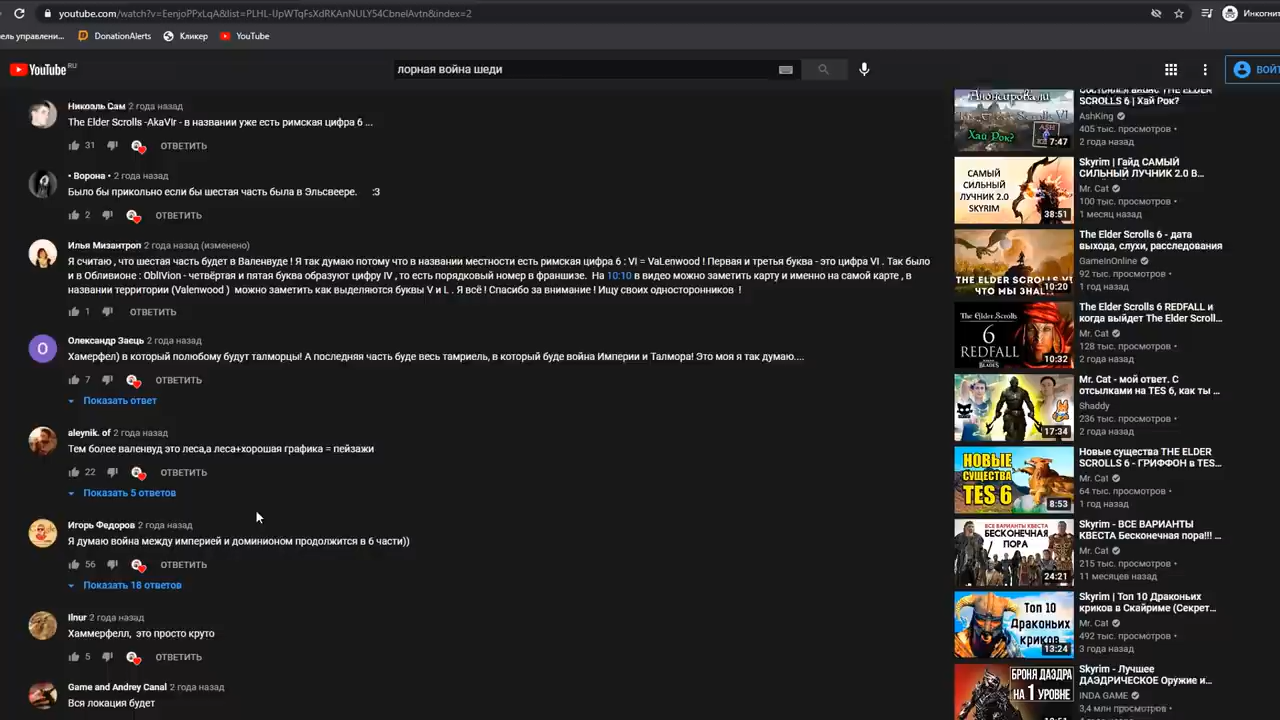 youtube.com/watch?v=EenjoPPxLqA&list=PLHL-UpWTqFsXdRKAnNULY54CbnelAvtn&index=2
Инкогнит
ель управлени...
DonationAlerts
Кликер
YouTube
YouTube RU
лорная война шеди
ВОЙТ
Николь Сам 2 года назад
The Elder Scrolls -AkaVIr - в названии уже есть римская цифра 6 ...
31 ОТВЕТИТЬ
• Ворона • 2 года назад
Было бы прикольно если бы шестая часть была в Эльсвеере. :3
2 ОТВЕТИТЬ
Илья Мизантроп 2 года назад (изменено)
Я считаю , что шестая часть будет в Валенвуде ! Я так думаю потому что в названии местности есть римская цифра 6 : VI = VaLenwood ! Первая и третья буква - это цифра VI . Так было
и в Обливионе : OblIVion - четвёртая и пятая буква образуют цифру IV , то есть порядковый номер в франшизе. На 10:10 в видео можно заметить карту и именно на самой карте , в
названии территории (Valenwood ) можно заметить как выделяются буквы V и L . Я всё ! Спасибо за внимание ! Ищу своих односторонников !
1 ОТВЕТИТЬ
O
Олександр Заець 2 года назад
Хамерфел) в который полюбому будут талморцы! А последняя часть буде весь тамриель, в который буде война Империи и Талмора! Это моя я так думаю....
7 ОТВЕТИТЬ
Показать ответ
aleynik. of 2 года назад
Тем более валенвуд это леса,а леса+хорошая графика = пейзажи
22 ОТВЕТИТЬ
Показать 5 ответов
Игорь Федоров 2 года назад
Я думаю война между империей и доминионом продолжится в 6 части))
56 ОТВЕТИТЬ
Показать 18 ответов
Ilnur 2 года назад
Хаммерфелл, это просто круто
5 ОТВЕТИТЬ
Game and Andrey Canal 2 года назад
Вся локация будет
Анонсировали
Хай Рок?
7:47
SCROLLS 6 | Хай Рок?
AshKing
405 тыс. просмотров •
2 года назад
САМЫЙ
СИЛЬНЫЙ
ЛУЧНИК 2.0
SKYRIM
38:51
Skyrim | Гайд САМЫЙ
СИЛЬНЫЙ ЛУЧНИК 2.0 В...
Mr. Cat
100 тыс. просмотров •
1 месяц назад
THE ELDER SCROLLS VI
ЧТО МЫ ЗНА
10:20
The Elder Scrolls 6 - дата
выхода, слухи, расследования
GameInOnline
92 тыс. просмотров •
1 год назад
The Elder Scrolls
6
REDFALL
10:32
The Elder Scrolls 6 REDFALL и
когда выйдет The Elder Scroll...
Mr. Cat
128 тыс. просмотров •
2 года назад
17:34
Mr. Cat - мой ответ. С
отсылками на TES 6, как ты ...
Shaddy
236 тыс. просмотров •
2 года назад
НОВЫЕ
СУЩЕСТВА
TES 6
8:53
Новые существа THE ELDER
SCROLLS 6 - ГРИФФОН в TES...
Mr. Cat
64 тыс. просмотров •
1 год назад
ВСЕ ВАРИАНТЫ КВЕСТА
БЕСКОНЕЧНАЯ
ПОРА
24:21
Skyrim - ВСЕ ВАРИАНТЫ
КВЕСТА Бесконечная пора!!! ...
Mr. Cat
215 тыс. просмотров •
11 месяцев назад
Топ 10
Драконьих
криков
13:24
Skyrim | Топ 10 Драконьих
криков в Скайриме (Секрет...
Mr. Cat
492 тыс. просмотров •
3 года назад
БРОНЯ ДАЭДРА
НА 1 УРОВНЕ
Skyrim - Лучшее
ДАЭДРИЧЕСКОЕ Оружие и...
INDA GAME
3,4 млн просмотров •